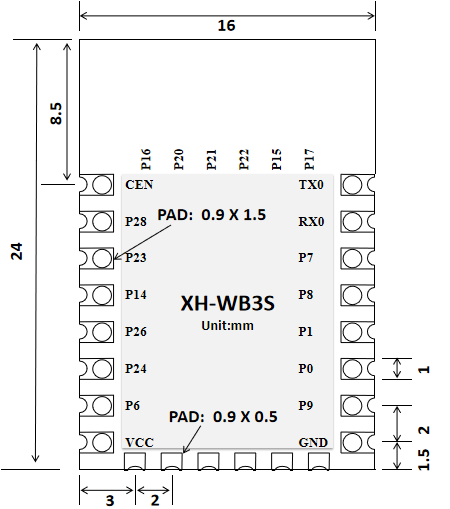 16
8.5
24
P16 P20 P21 P22 P15 P17
CEN TX0
P28 PAD: 0.9 X 1.5 RX0
P23 P7
P14 XH-WB3S P8
Unit:mm
P26 P1
P24 P0 1
P6 P9
PAD: 0.9 X 0.5 2
VCC GND
1.5
3 2